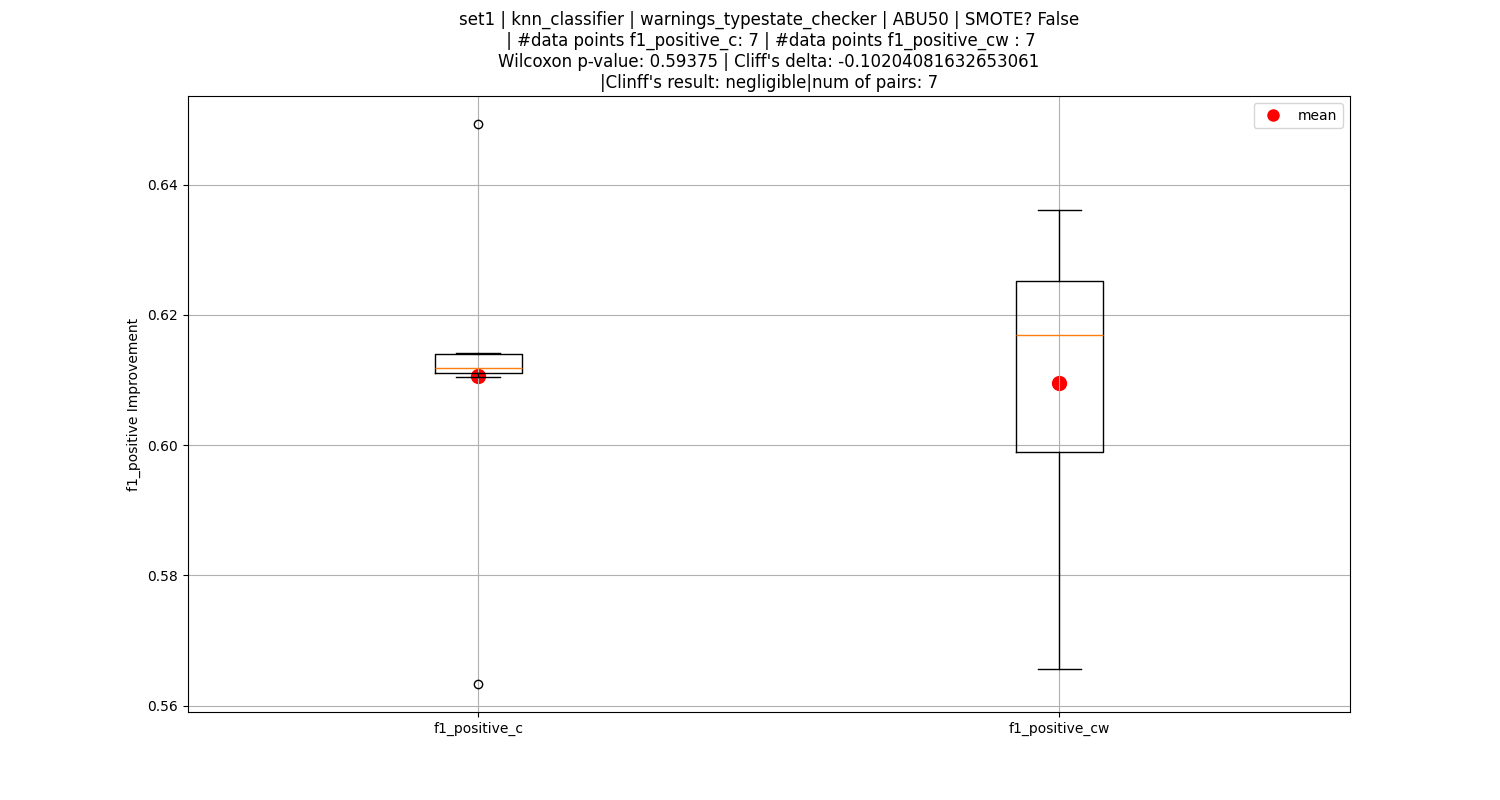 set1 | knn_classifier | warnings_typestate_checker | ABU50 | SMOTE? False
| #data points f1_positive_c: 7 | #data points f1_positive_cw : 7
Wilcoxon p-value: 0.59375 | Cliff's delta: -0.10204081632653061
|Clinff's result: negligible|num of pairs: 7
mean
0.64
0.62
0.60
0.58
0.56
f1_positive Improvement
f1_positive_c
f1_positive_cw